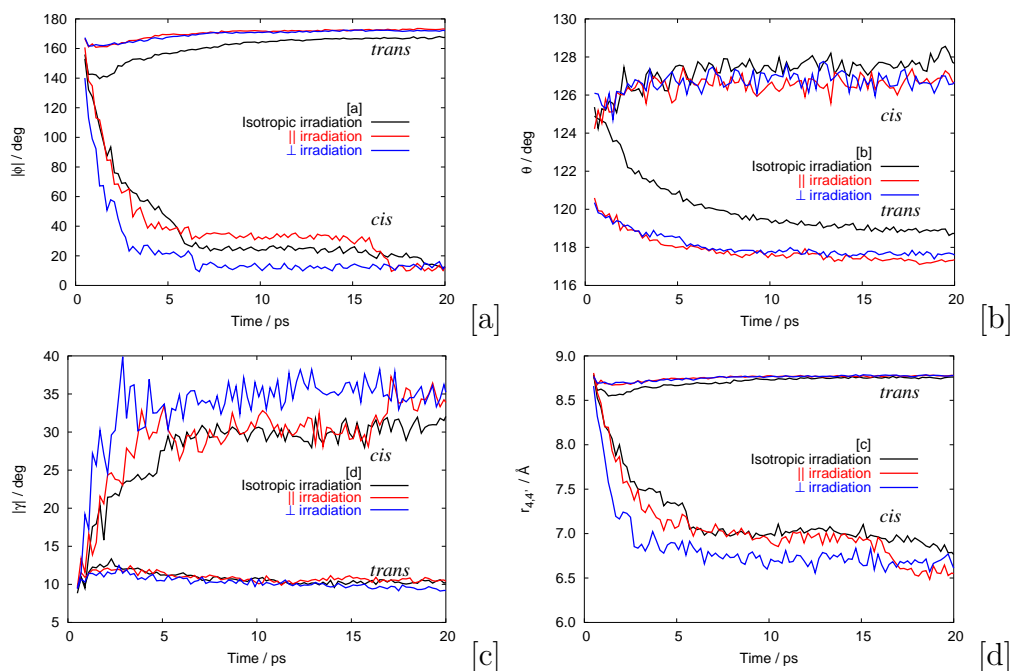 180
160
140
120
100
80
60
40
20
0
|ϕ| / deg
0 5 10 15 20
Time / ps
trans
[a]
Isotropic irradiation
|| irradiation
⊥ irradiation
cis
[a]
130
128
126
124
122
120
118
116
θ / deg
0 5 10 15 20
Time / ps
cis
[b]
Isotropic irradiation
|| irradiation
⊥ irradiation
trans
[b]
40
35
30
25
20
15
10
5
0
|γ| / deg
0 5 10 15 20
Time / ps
cis
[d]
Isotropic irradiation
|| irradiation
⊥ irradiation
trans
[c]
9.0
8.5
8.0
7.5
7.0
6.5
6.0
r4,4' / Å
0 5 10 15 20
Time / ps
trans
[c]
Isotropic irradiation
|| irradiation
⊥ irradiation
cis
[d]